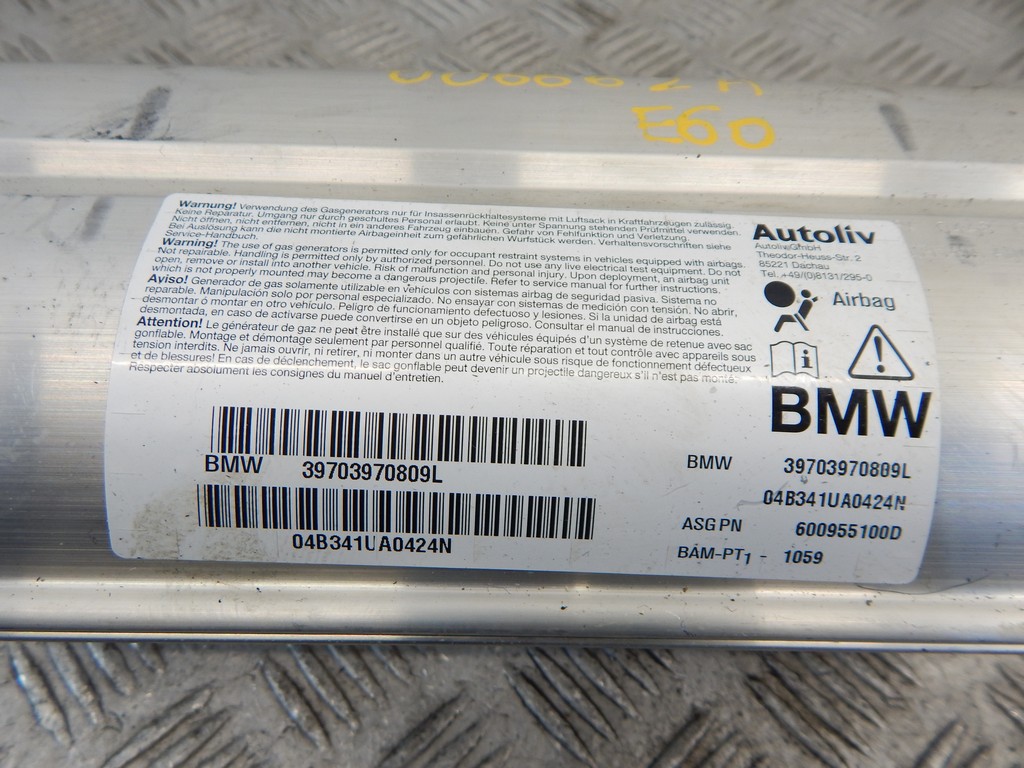 E60
Warnung! Verwendung des Gasgenerators nur für Insassenrückhaltesysteme mit Luftsack in Kraftfahrzeugen zulässig.
Keine Reparatur. Umgang nur durch geschultes Personal erlaubt. Keine unter Spannung stehenden Prüfmittel verwenden.
Nicht öffnen, nicht entfernen, nicht in ein anderes Fahrzeug einbauen. Gefahr von Fehlfunktion und Verletzung.
Bei Auslösung kann die nicht montierte Airbageinheit zum gefährlichen Wurfstück werden. Verhaltensvorschriften siehe
Service-Handbuch.
Warning! The use of gas generators is permitted only for occupant restraint systems in vehicles equipped with airbags.
Not repairable. Handling is permitted only by authorized personnel. Do not use any live electrical test equipment. Do not
open, remove or install into another vehicle. Risk of malfunction and personal injury. Upon deployment, an airbag unit
which is not properly mounted may become a dangerous projectile. Refer to service manual for further instructions.
Aviso! Generador de gas solamente utilizable en vehículos con sistemas airbag de seguridad pasiva. Sistema no
reparable. Manipulación solo por personal especializado. No ensayar con sistemas de medición con tensión. No abrir,
desmontar ó montar en otro vehículo. Peligro de funcionamiento defectuoso y lesiones. Si la unidad de airbag está
desmontada, en caso de activarse puede convertirse en un objeto peligroso. Consultar el manual de instrucciones.
Attention! Le générateur de gaz ne peut être installé que sur des véhicules équipés d'un système de retenue avec sac
gonflable. Montage et démontage seulement par personnel qualifié. Toute réparation et tout contrôle avec appareils sous
tension interdits. Ne jamais ouvrir, ni retirer, ni monter dans un autre véhicule sous risque de fonctionnement défectueux
et de blessures! En cas de déclenchement, le sac gonflable peut devenir un projectile dangereux s'il n'est pas monté.
Respecter absolument les consignes du manuel d'entretien.
Autoliv
Autoliv GmbH
Theodor-Heuss-Str. 2
85221 Dachau
Tel. +49/(0)8131/295-0
Airbag
BMW
BMW 39703970809L
04B341UA0424N
BMW 39703970809L
04B341UA0424N
ASG PN 600955100D
BAM-PT1 - 1059